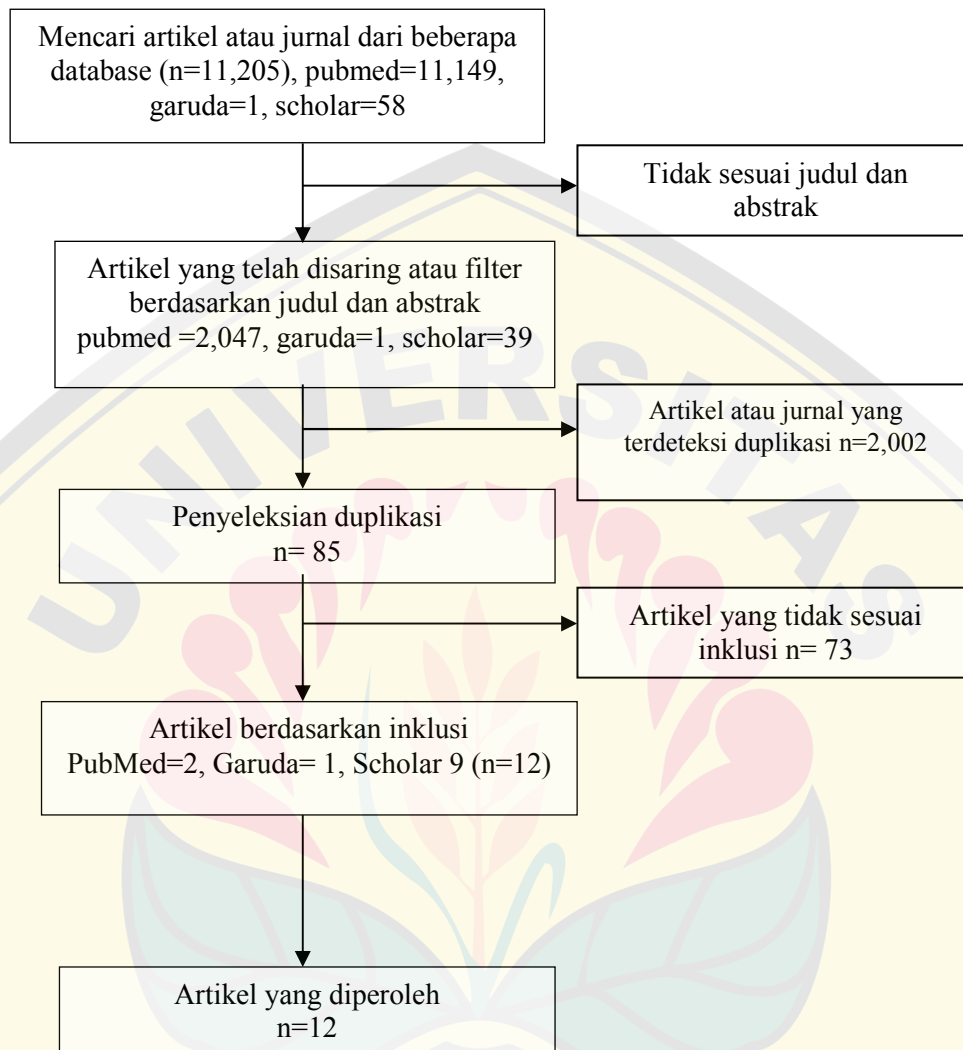 Mencari artikel atau jurnal dari beberapa
database (n=11,205), pubmed=11,149,
garuda=1, scholar=58
Tidak sesuai judul dan
abstrak
Artikel yang telah disaring atau filter
berdasarkan judul dan abstrak
pubmed =2,047, garuda=1, scholar=39
Artikel atau jurnal yang
terdeteksi duplikasi n=2,002
Penyeleksian duplikasi
n= 85
Artikel yang tidak sesuai
inklusi n= 73
Artikel berdasarkan inklusi
PubMed=2, Garuda= 1, Scholar 9 (n=12)
Artikel yang diperoleh
n=12
UNIVERSITAS